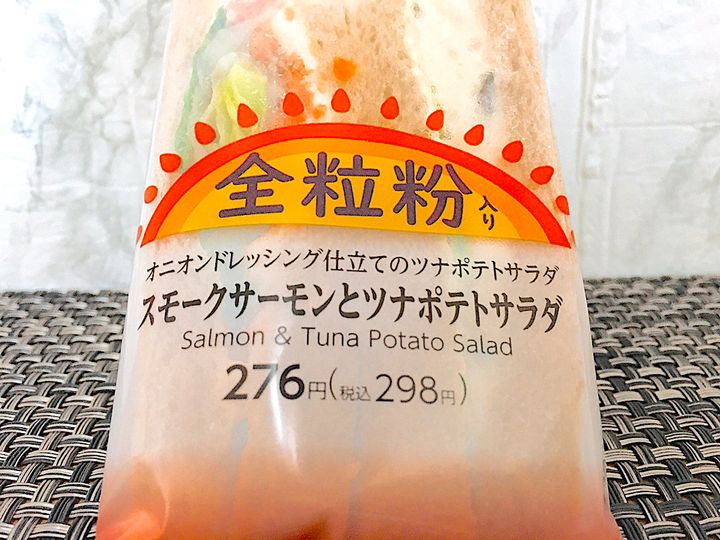 全粒粉入り
オニオンドレッシング仕立てのツナポテトサラダ
スモークサーモンとツナポテトサラダ
Salmon & Tuna Potato Salad
276円(税込298円)